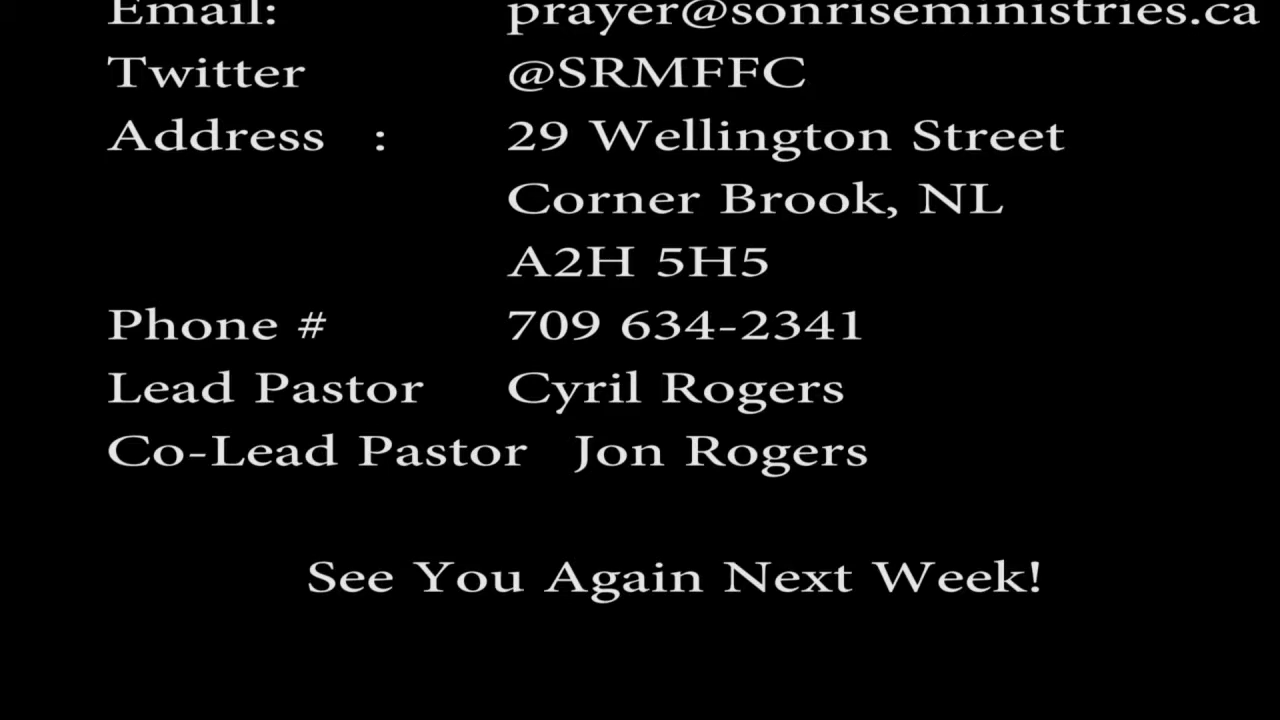 Email: prayer@sonriseministries.ca
Twitter @SRMFFC
Address : 29 Wellington Street
Corner Brook, NL
A2H 5H5
Phone # 709 634-2341
Lead Pastor Cyril Rogers
Co-Lead Pastor Jon Rogers
See You Again Next Week!